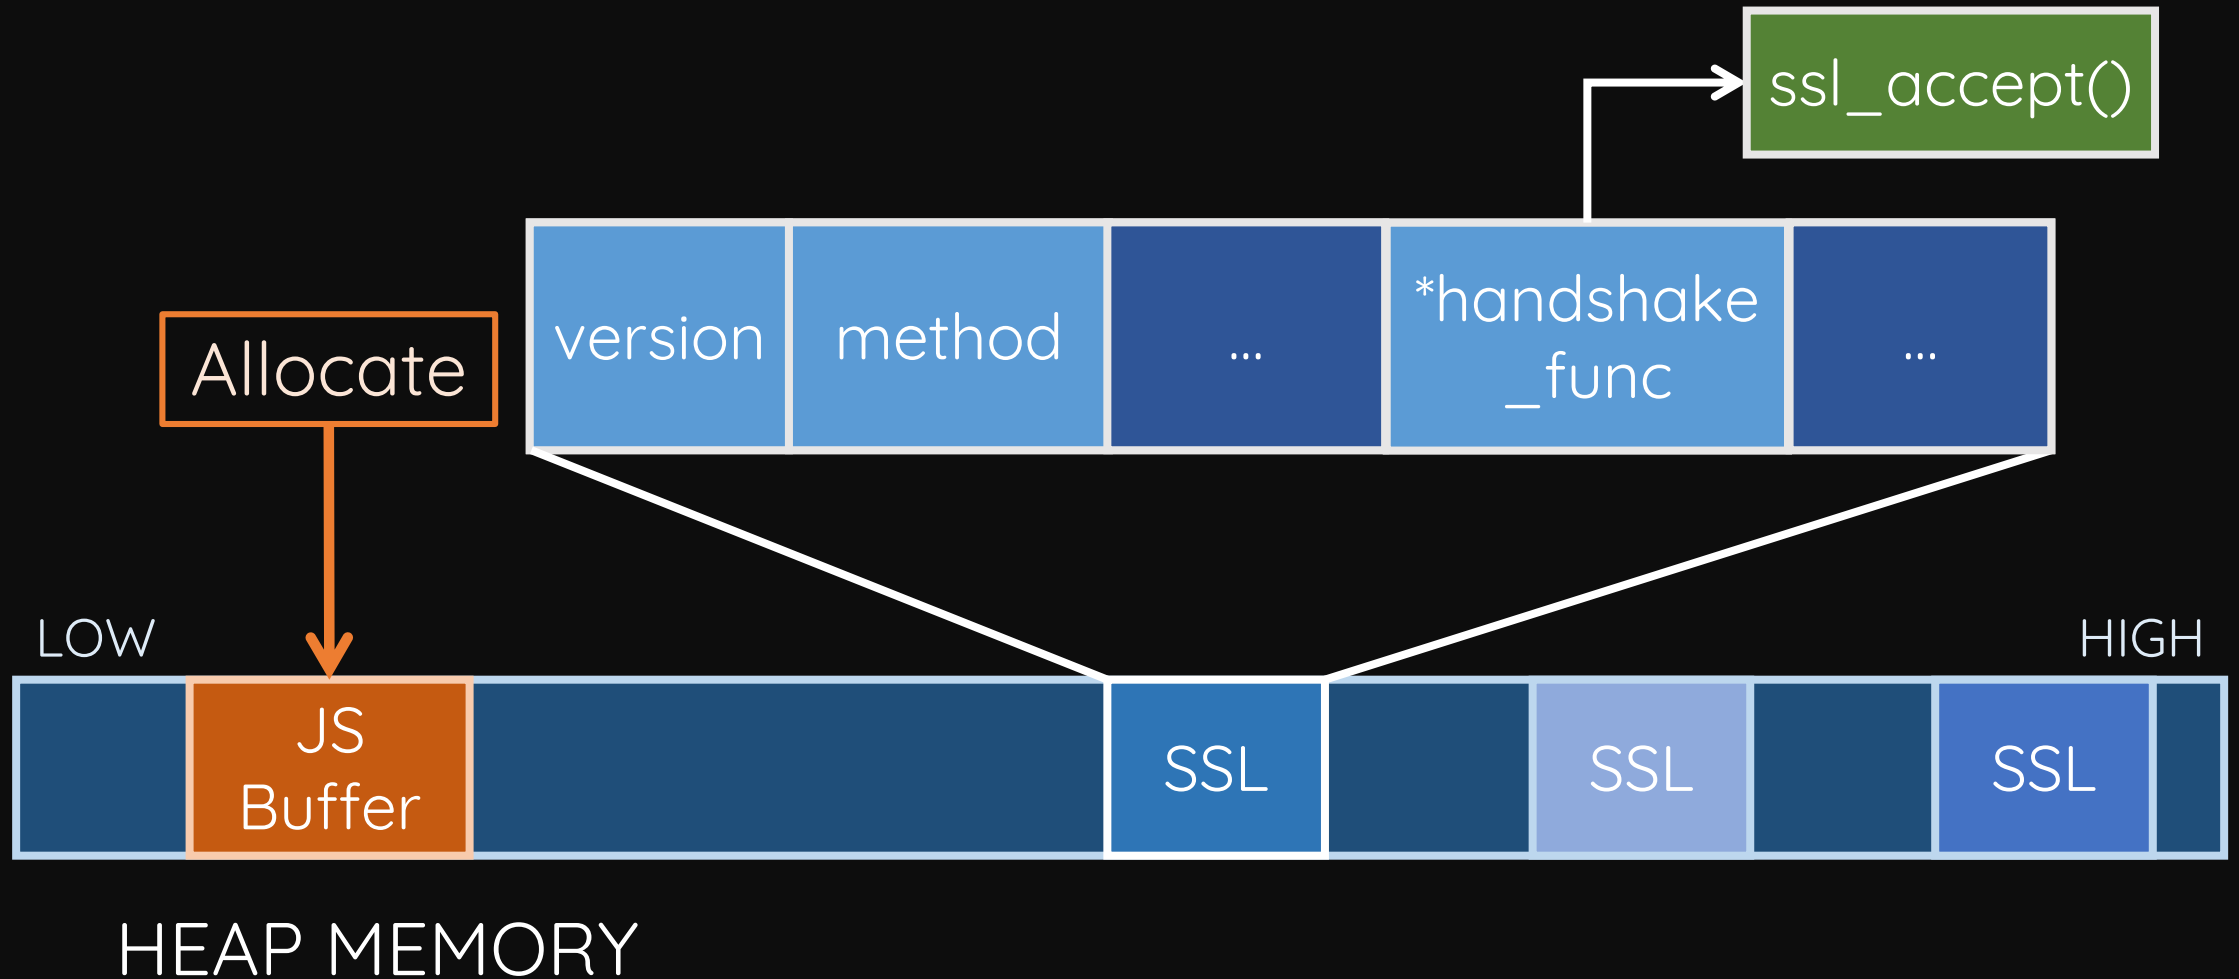 ssl_accept()
version
method
...
*handshake
_func
...
Allocate
LOW
HIGH
JS
Buffer
SSL
SSL
SSL
HEAP MEMORY